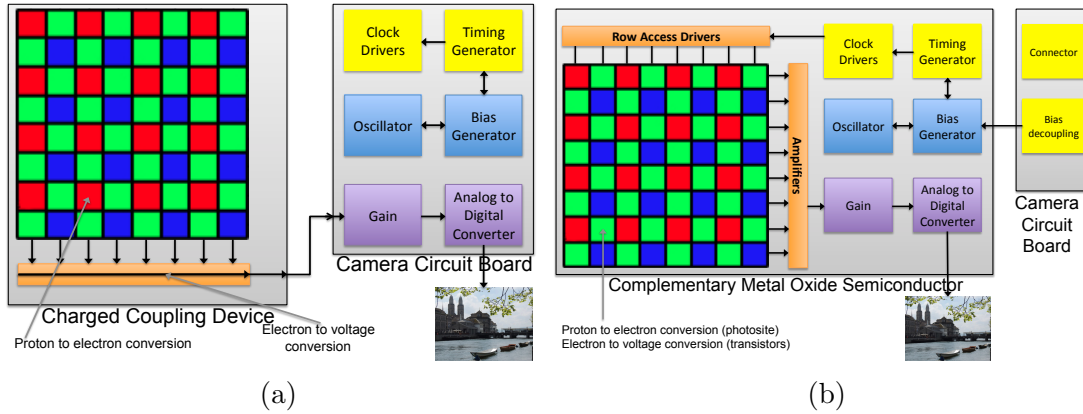 Clock
Drivers
Timing
Generator
Oscillator
Bias
Generator
Gain
Analog to
Digital
Converter
Camera Circuit Board
Charged Coupling Device
Proton to electron conversion
Electron to voltage
conversion
(a)
Row Access Drivers
Amplifiers
Clock
Drivers
Timing
Generator
Oscillator
Bias
Generator
Gain
Analog to
Digital
Converter
Connector
Bias
decoupling
Camera
Circuit
Board
Complementary Metal Oxide Semiconductor
Proton to electron conversion (photosite)
Electron to voltage conversion (transistors)
(b)